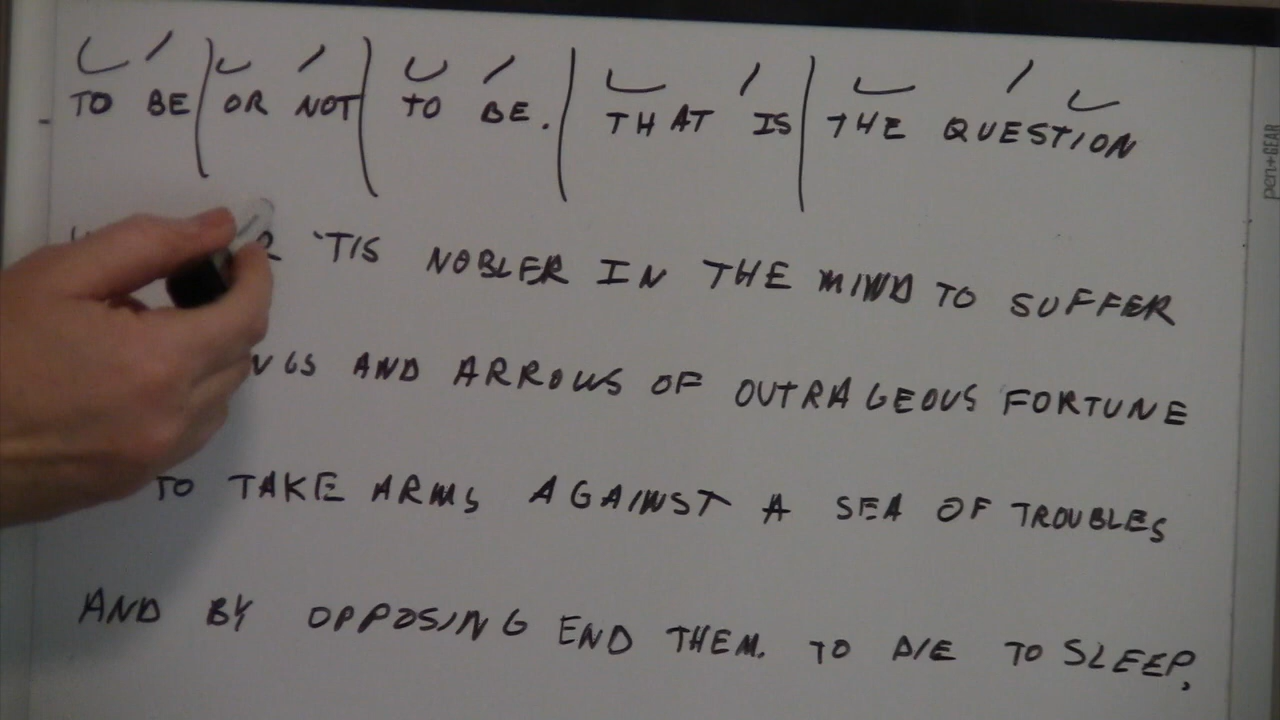 TO BE OR NOT TO BE. THAT IS THE QUESTION
'TIS NOBLER IN THE MIND TO SUFFER
AND ARROWS OF OUTRAGEOUS FORTUNE
TO TAKE ARMS AGAINST A SEA OF TROUBLES
AND BY OPPOSING END THEM. TO DIE TO SLEEP,
pen+GEAR